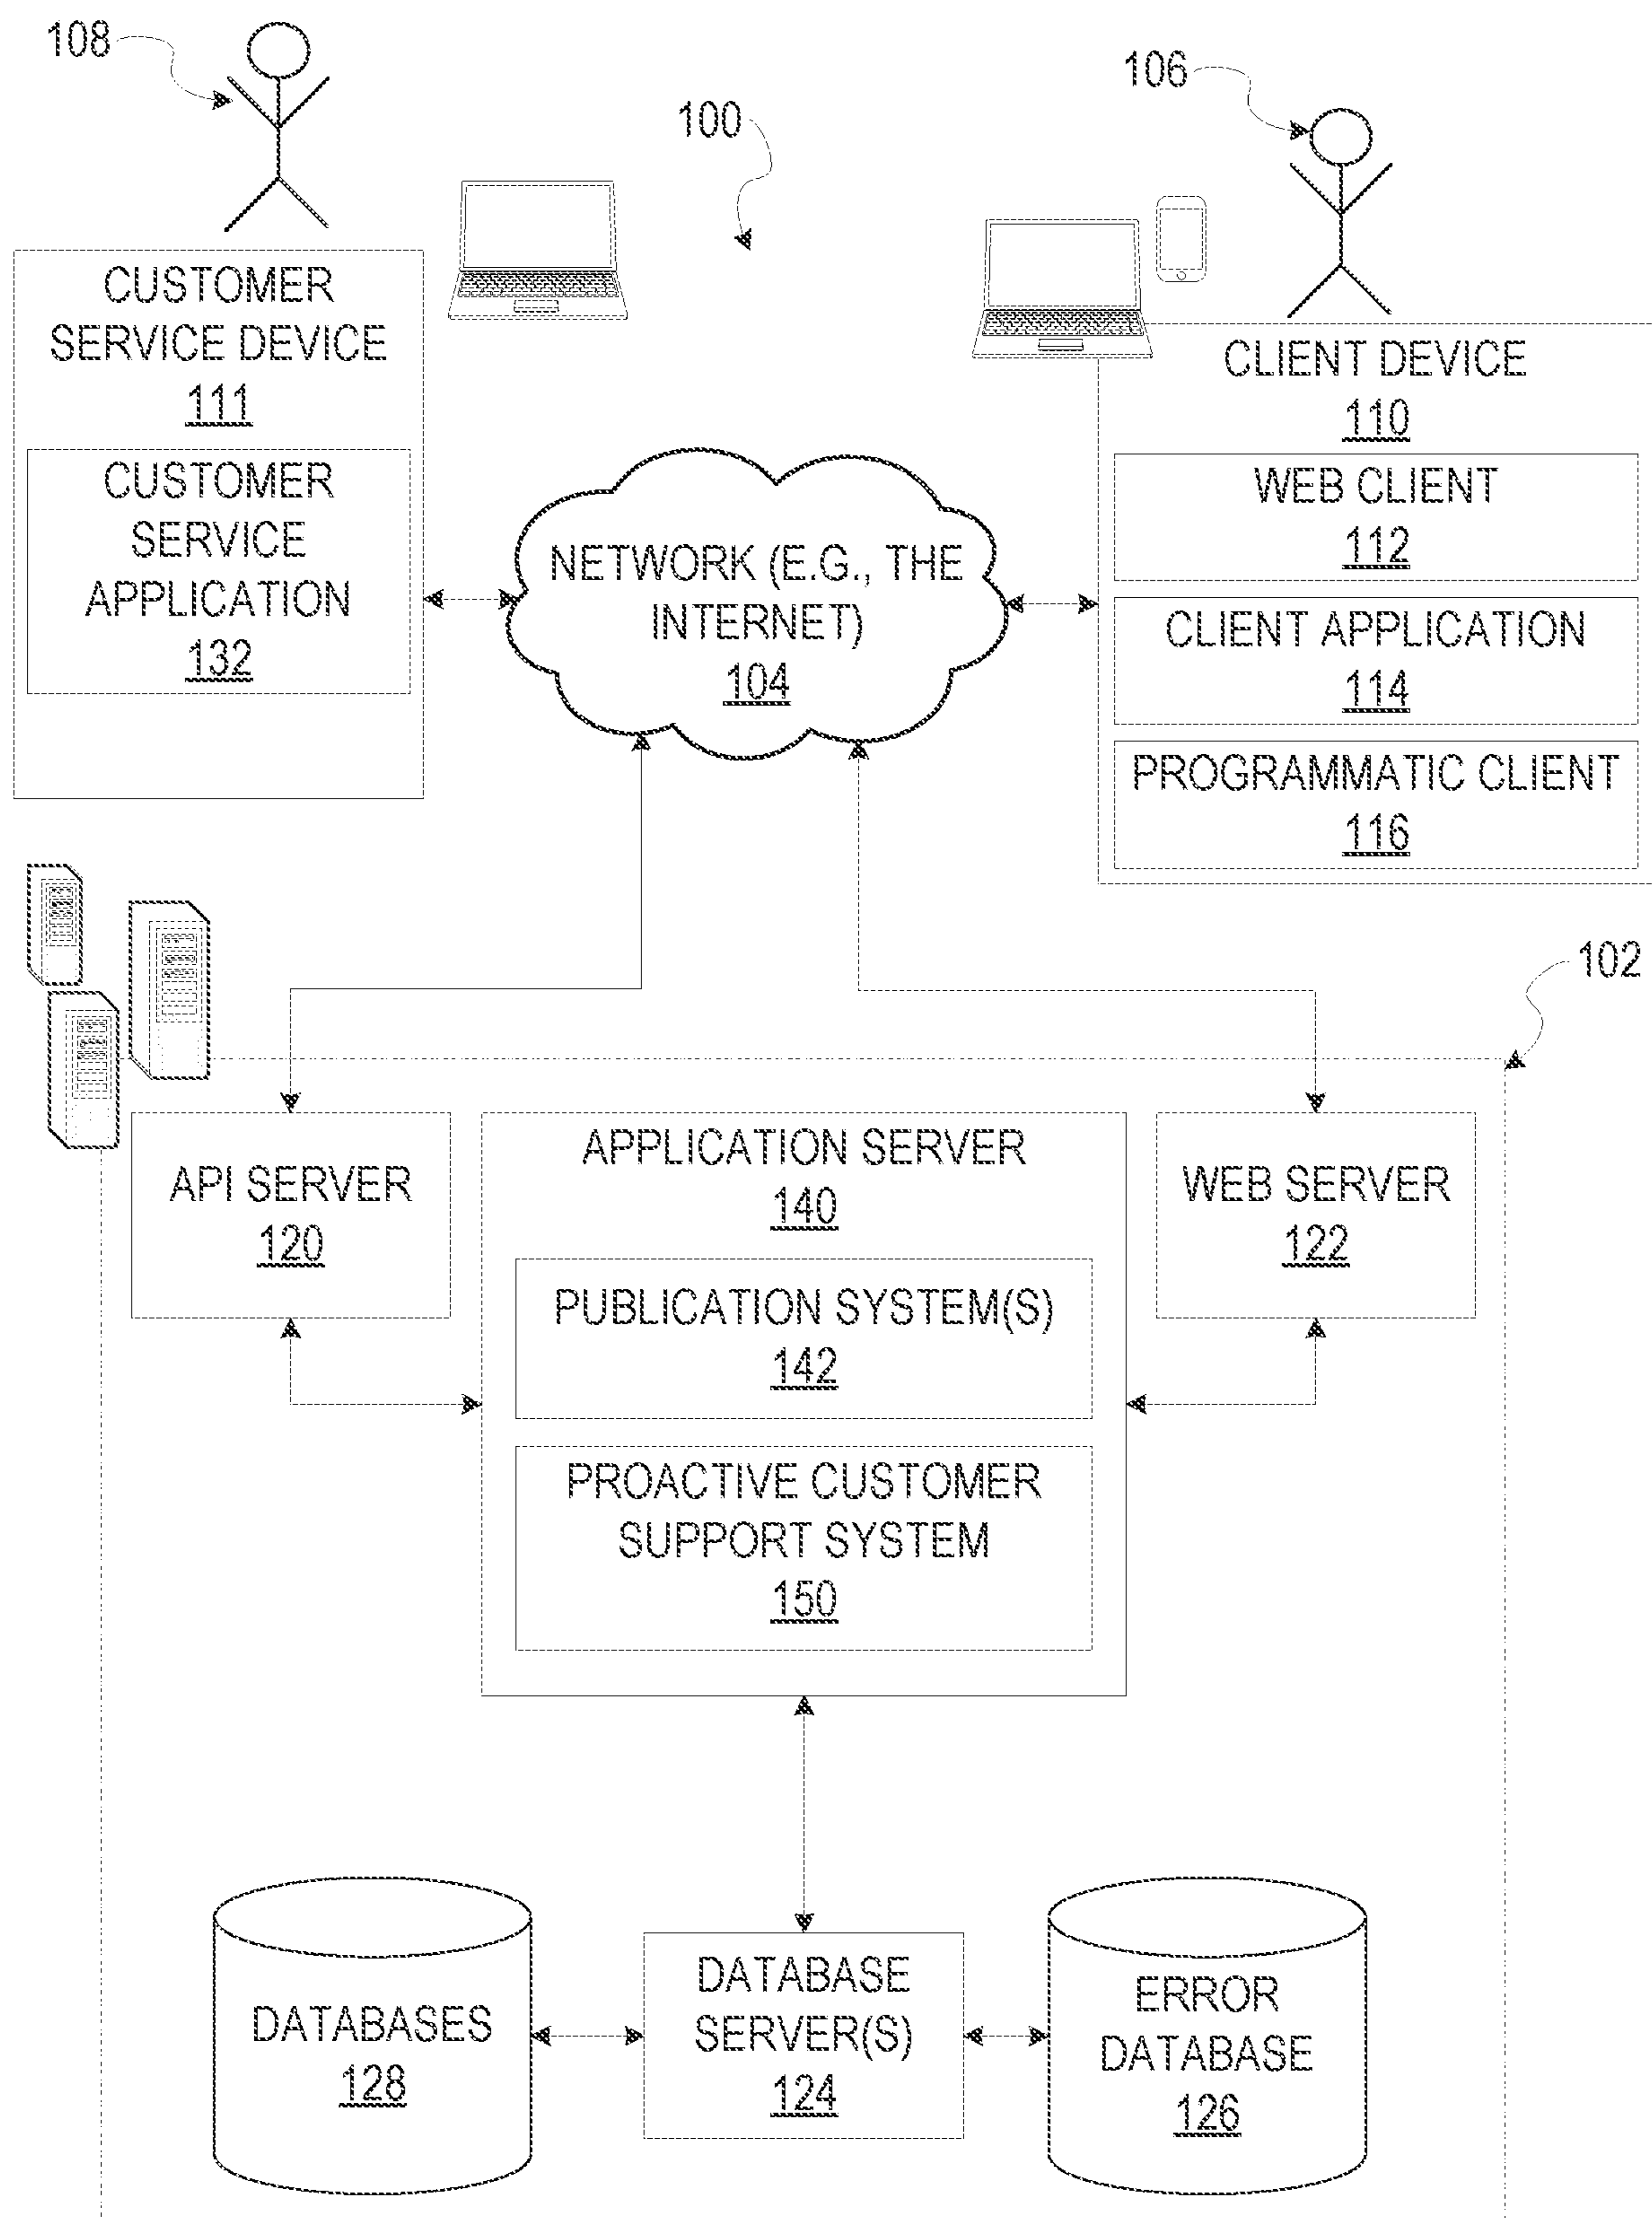 108
106
100
CUSTOMER
SERVICE DEVICE
111
CUSTOMER
SERVICE
APPLICATION
132
NETWORK (E.G., THE
INTERNET)
104
CLIENT DEVICE
110
WEB CLIENT
112
CLIENT APPLICATION
114
PROGRAMMATIC CLIENT
116
102
API SERVER
120
APPLICATION SERVER
140
PUBLICATION SYSTEM(S)
142
PROACTIVE CUSTOMER
SUPPORT SYSTEM
150
WEB SERVER
122
DATABASES
128
DATABASE
SERVER(S)
124
ERROR
DATABASE
126